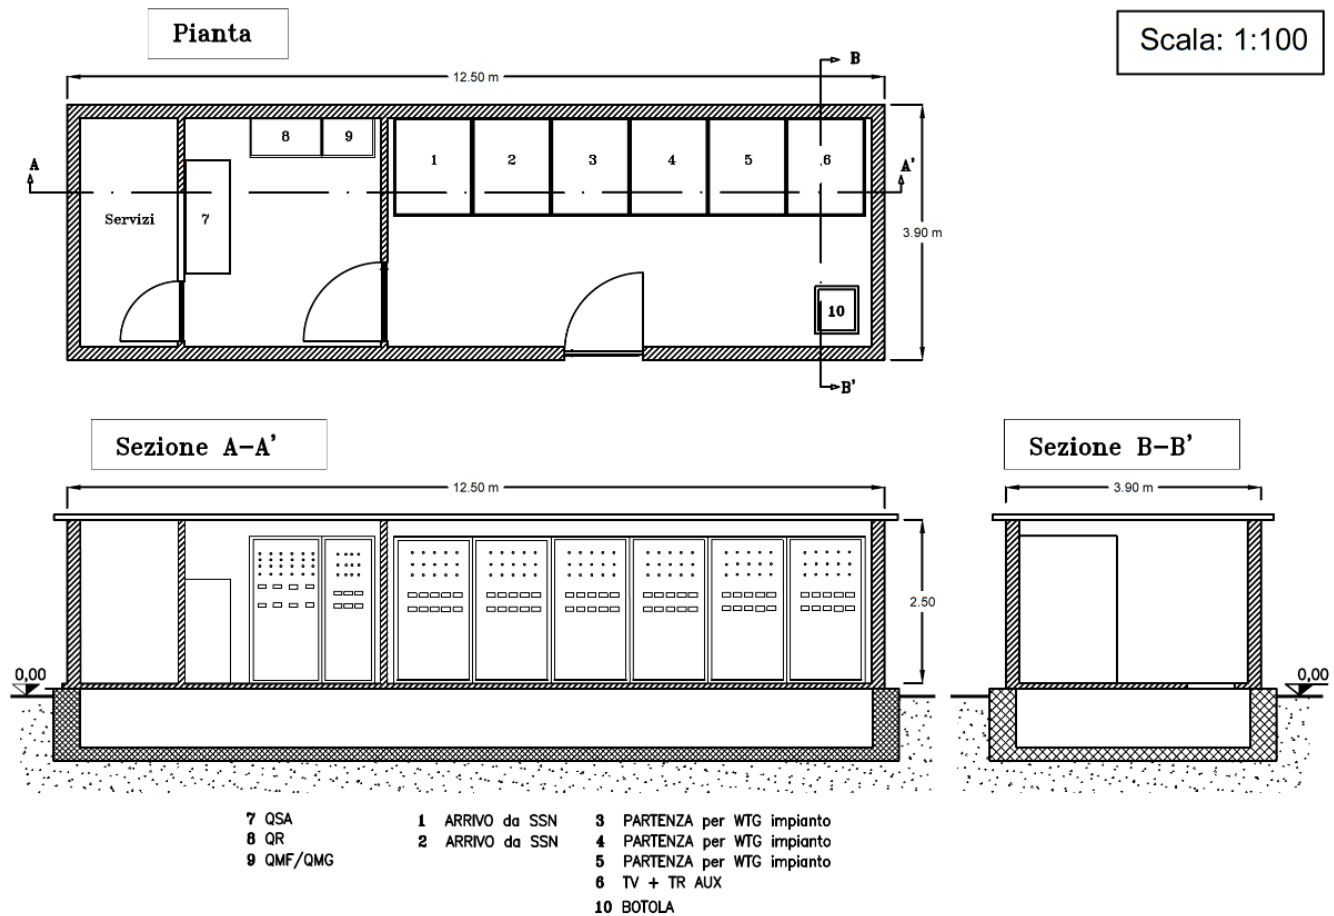 Pianta
Scala: 1:100
12.50 m
B
8
9
1
2
3
4
5
6
A
A'
Servizi
7
3.90 m
10
B'
Sezione A-A'
Sezione B-B'
12.50 m
3.90 m
2.50
0,00
0,00
7 QSA
8 QR
9 QMF/QMG
1 ARRIVO da SSN
2 ARRIVO da SSN
3 PARTENZA per WTG impianto
4 PARTENZA per WTG impianto
5 PARTENZA per WTG impianto
6 TV + TR AUX
10 BOTOLA